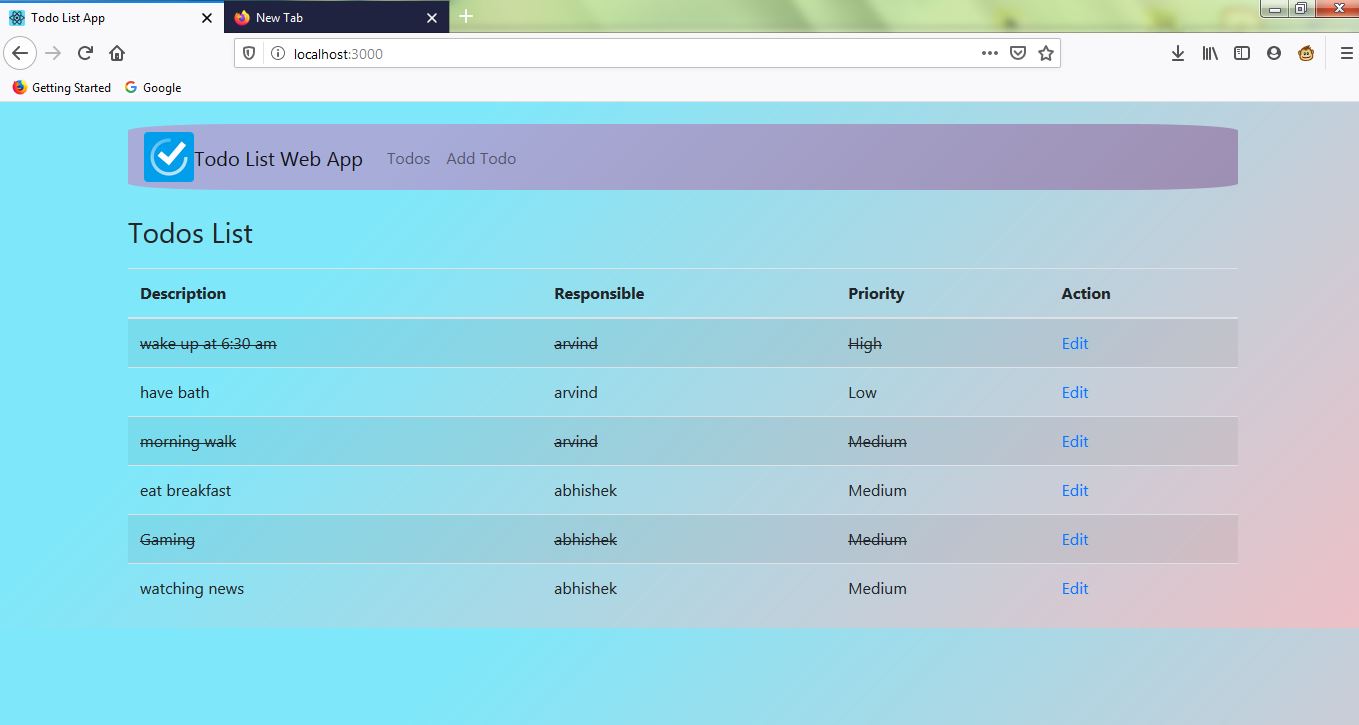 Todo List App
New Tab
localhost:3000
Getting Started
Google
Todo List Web App Todos Add Todo
Todos List
Description Responsible Priority Action
wake up at 6:30 am arvind High Edit
have bath arvind Low Edit
morning walk arvind Medium Edit
eat breakfast abhishek Medium Edit
Gaming abhishek Medium Edit
watching news abhishek Medium Edit